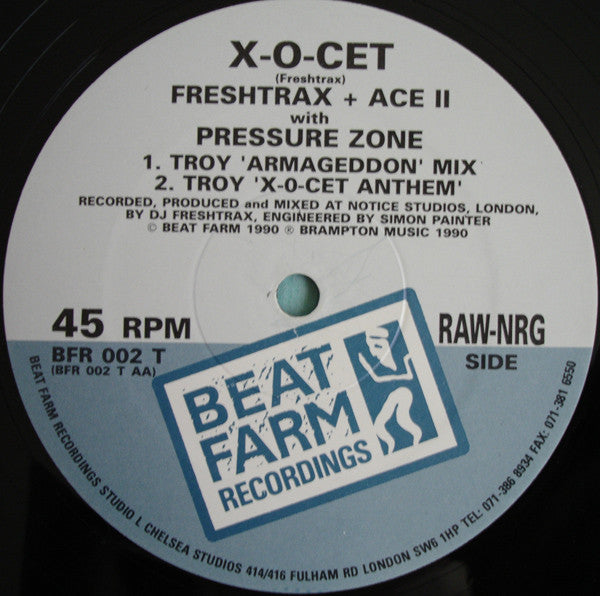 X-O-CET
(Freshtrax)
FRESHTRAX + ACE II
with
PRESSURE ZONE
1. TROY 'ARMAGEDDON' MIX
2. TROY 'X-O-CET ANTHEM'
RECORDED, PRODUCED and MIXED AT NOTICE STUDIOS, LONDON,
BY DJ FRESHTRAX, ENGINEERED BY SIMON PAINTER
© BEAT FARM 1990 ® BRAMPTON MUSIC 1990
45 RPM
BFR 002 T
(BFR 002 T AA)
RAW-NRG
SIDE
BEAT
FARM
RECORDINGS
BEAT FARM RECORDINGS STUDIO L CHELSEA STUDIOS 414/416 FULHAM RD LONDON SW6 1HP TEL: 071-386 8934 FAX: 071-381 6550